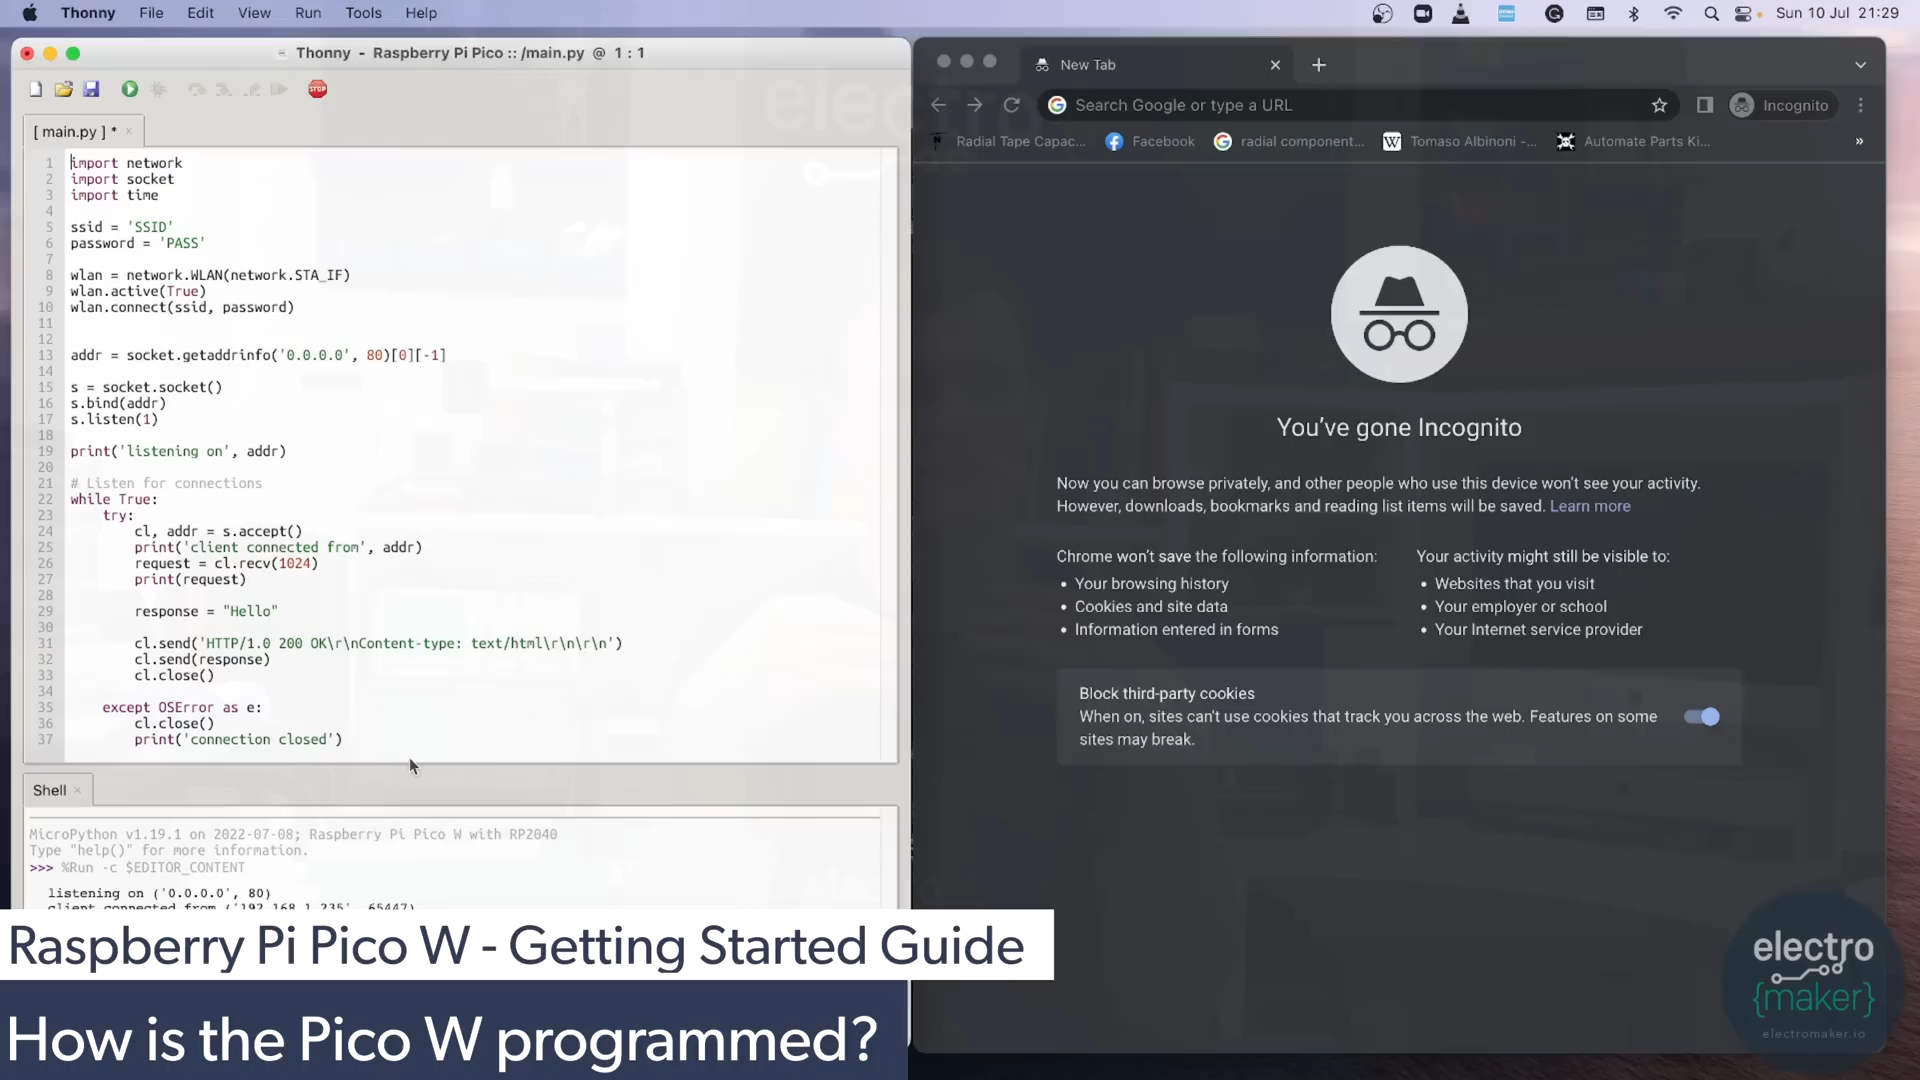 Thonny File Edit View Run Tools Help
Sun 10 Jul 21:29
Thonny - Raspberry Pi Pico :: /main.py @ 1 : 1
STOP
[ main.py ] * ×
1 import network
2 import socket
3 import time
4
5 ssid = 'SSID'
6 password = 'PASS'
7
8 wlan = network.WLAN(network.STA_IF)
9 wlan.active(True)
10 wlan.connect(ssid, password)
11
12
13 addr = socket.getaddrinfo('0.0.0.0', 80)[0][-1]
14
15 s = socket.socket()
16 s.bind(addr)
17 s.listen(1)
18
19 print('listening on', addr)
20
21 # Listen for connections
22 while True:
23 try:
24 cl, addr = s.accept()
25 print('client connected from', addr)
26 request = cl.recv(1024)
27 print(request)
28
29 response = "Hello"
30
31 cl.send('HTTP/1.0 200 OK\r\nContent-type: text/html\r\n\r\n')
32 cl.send(response)
33 cl.close()
34
35 except OSError as e:
36 cl.close()
37 print('connection closed')
Shell ×
MicroPython v1.19.1 on 2022-07-08; Raspberry Pi Pico W with RP2040
Type "help()" for more information.
>>> %Run -c $EDITOR_CONTENT
listening on ('0.0.0.0', 80)
client connected from ('192.168.1.235', 65447)
New Tab
Search Google or type a URL
Incognito
Radial Tape Capac... Facebook radial component... Tomaso Albinoni -... Automate Parts Ki... »
You've gone Incognito
Now you can browse privately, and other people who use this device won't see your activity.
However, downloads, bookmarks and reading list items will be saved. Learn more
Chrome won't save the following information:
• Your browsing history
• Cookies and site data
• Information entered in forms
Your activity might still be visible to:
• Websites that you visit
• Your employer or school
• Your Internet service provider
Block third-party cookies
When on, sites can't use cookies that track you across the web. Features on some
sites may break.
Raspberry Pi Pico W - Getting Started Guide
How is the Pico W programmed?
electro
{maker}
electromaker.io